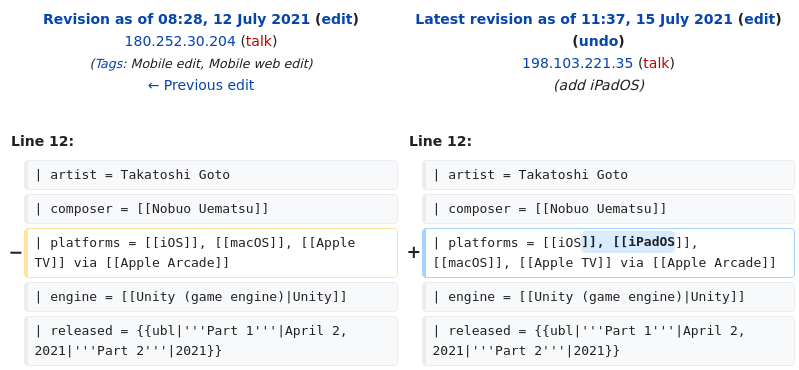 Revision as of 08:28, 12 July 2021 (edit)
180.252.30.204 (talk)
(Tags: Mobile edit, Mobile web edit)
← Previous edit
Latest revision as of 11:37, 15 July 2021 (edit)
(undo)
198.103.221.35 (talk)
(add iPadOS)
Line 12:
Line 12:
| artist = Takatoshi Goto
| artist = Takatoshi Goto
| composer = [[Nobuo Uematsu]]
| composer = [[Nobuo Uematsu]]
− | platforms = [[iOS]], [[macOS]], [[Apple
TV]] via [[Apple Arcade]]
+ | platforms = [[iOS]], [[iPadOS]],
[[macOS]], [[Apple TV]] via [[Apple Arcade]]
| engine = [[Unity (game engine)|Unity]]
| engine = [[Unity (game engine)|Unity]]
| released = {{ubl|'''Part 1'''|April 2,
2021|'''Part 2'''|2021}}
| released = {{ubl|'''Part 1'''|April 2,
2021|'''Part 2'''|2021}}